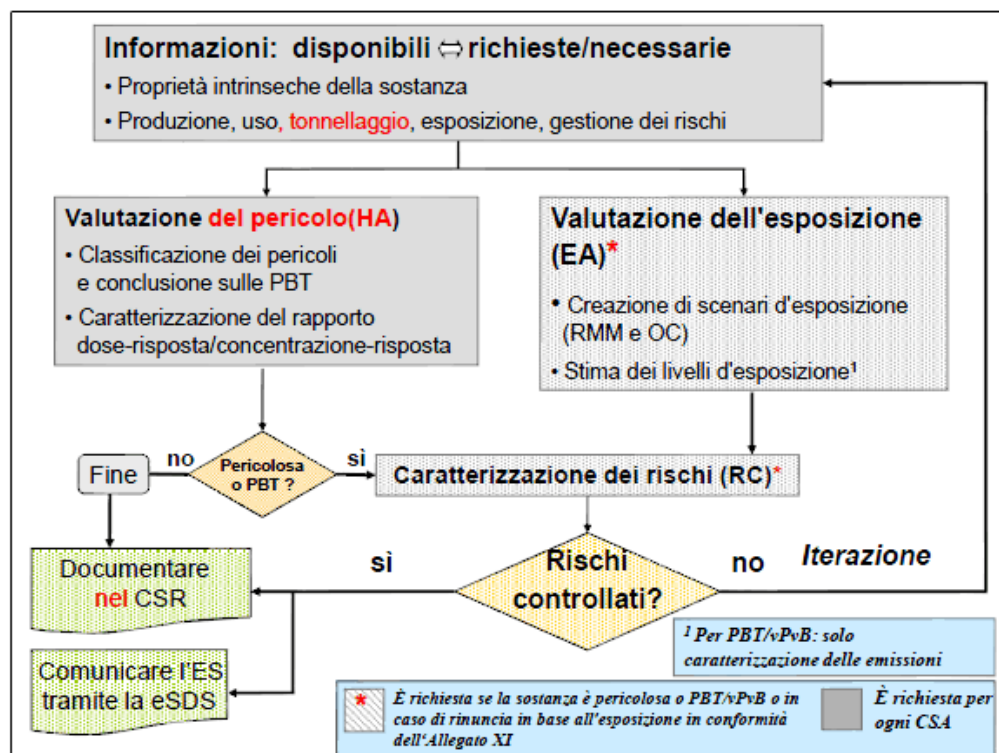 Informazioni: disponibili ⇔ richieste/necessarie
• Proprietà intrinseche della sostanza
• Produzione, uso, tonnellaggio, esposizione, gestione dei rischi
Valutazione del pericolo(HA)
• Classificazione dei pericoli
e conclusione sulle PBT
• Caratterizzazione del rapporto
dose-risposta/concentrazione-risposta
Valutazione dell'esposizione
(EA)*
• Creazione di scenari d'esposizione
(RMM e OC)
• Stima dei livelli d'esposizione¹
Fine
no
Pericolosa
o PBT ?
sì
Caratterizzazione dei rischi (RC)*
Documentare
nel CSR
sì
Rischi
controllati?
no
Iterazione
Comunicare l'ES
tramite la eSDS
¹ Per PBT/vPvB: solo
caratterizzazione delle emissioni
* È richiesta se la sostanza è pericolosa o PBT/vPvB o in
caso di rinuncia in base all'esposizione in conformità
dell'Allegato XI
È richiesta per
ogni CSA